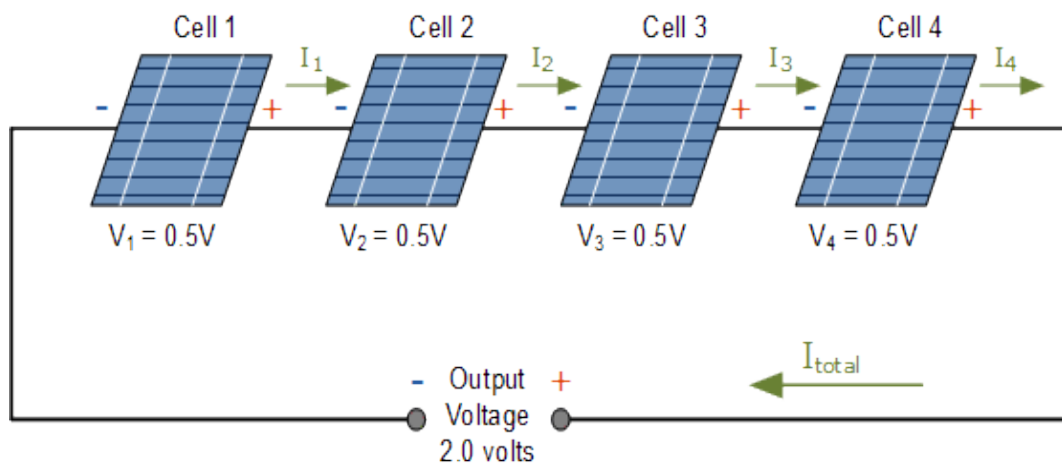 Cell 1 Cell 2 Cell 3 Cell 4
I₁ I₂ I₃ I₄
- + - + - + - +
V₁ = 0.5V V₂ = 0.5V V₃ = 0.5V V₄ = 0.5V
I_total
- Output +
Voltage
2.0 volts